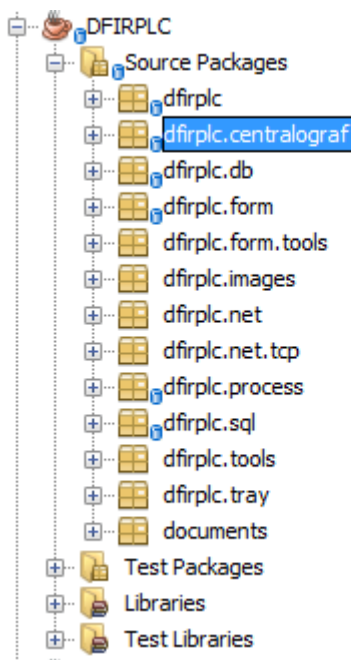 DFIRPLC
Source Packages
dfirplc
dfirplc.centralograf
dfirplc.db
dfirplc.form
dfirplc.form.tools
dfirplc.images
dfirplc.net
dfirplc.net.tcp
dfirplc.process
dfirplc.sql
dfirplc.tools
dfirplc.tray
documents
Test Packages
Libraries
Test Libraries